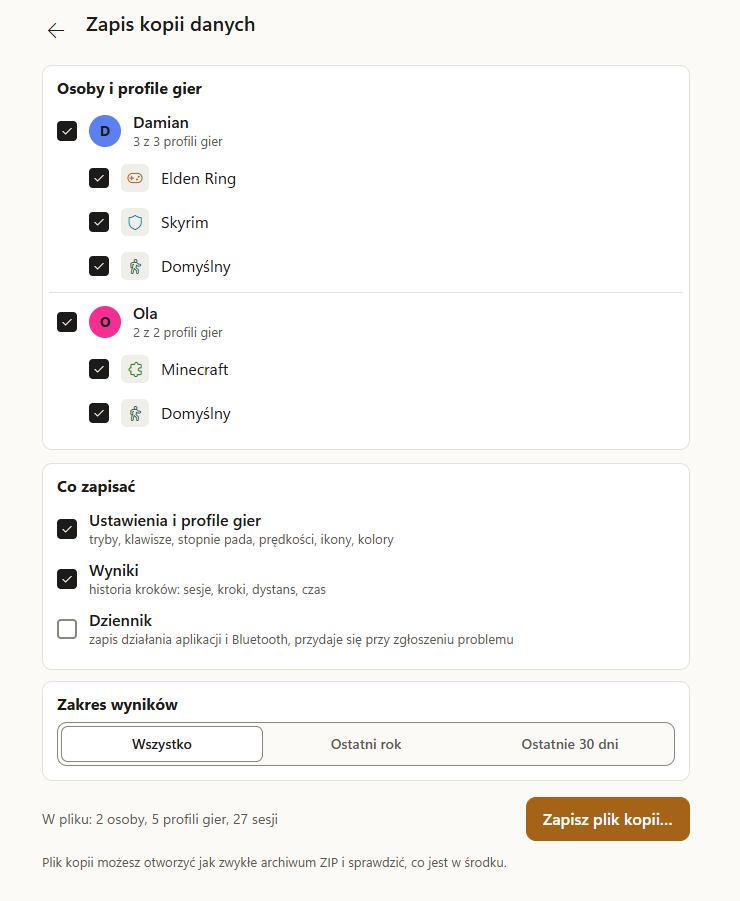 Zapis kopii danych
Osoby i profile gier
D
Damian
3 z 3 profili gier
Elden Ring
Skyrim
Domyślny
O
Ola
2 z 2 profili gier
Minecraft
Domyślny
Co zapisać
Ustawienia i profile gier
tryby, klawisze, stopnie pada, prędkości, ikony, kolory
Wyniki
historia kroków: sesje, kroki, dystans, czas
Dziennik
zapis działania aplikacji i Bluetooth, przydaje się przy zgłoszeniu problemu
Zakres wyników
Wszystko
Ostatni rok
Ostatnie 30 dni
W pliku: 2 osoby, 5 profili gier, 27 sesji
Zapisz plik kopii...
Plik kopii możesz otworzyć jak zwykłe archiwum ZIP i sprawdzić, co jest w środku.